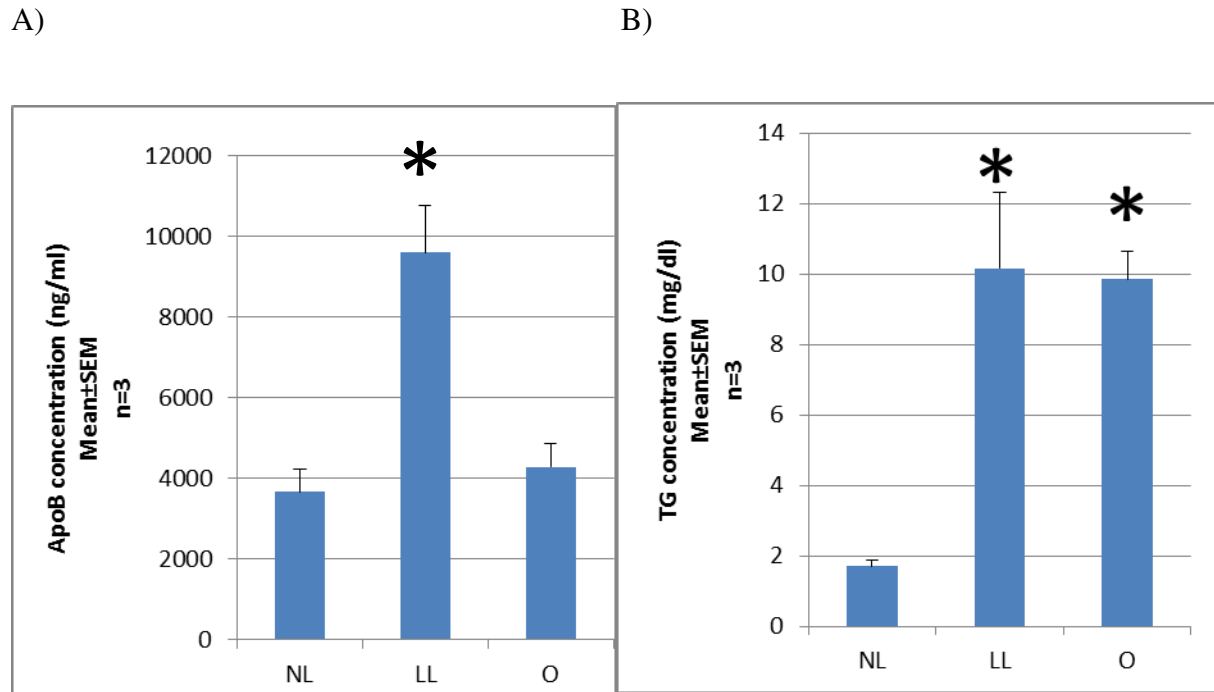 A)
B)
ApoB concentration (ng/ml)
Mean±SEM
n=3
12000
10000
8000
6000
4000
2000
0
*
NL LL O
TG concentration (mg/dl)
Mean±SEM
n=3
14
12
10
8
6
4
2
0
*
*
NL LL O